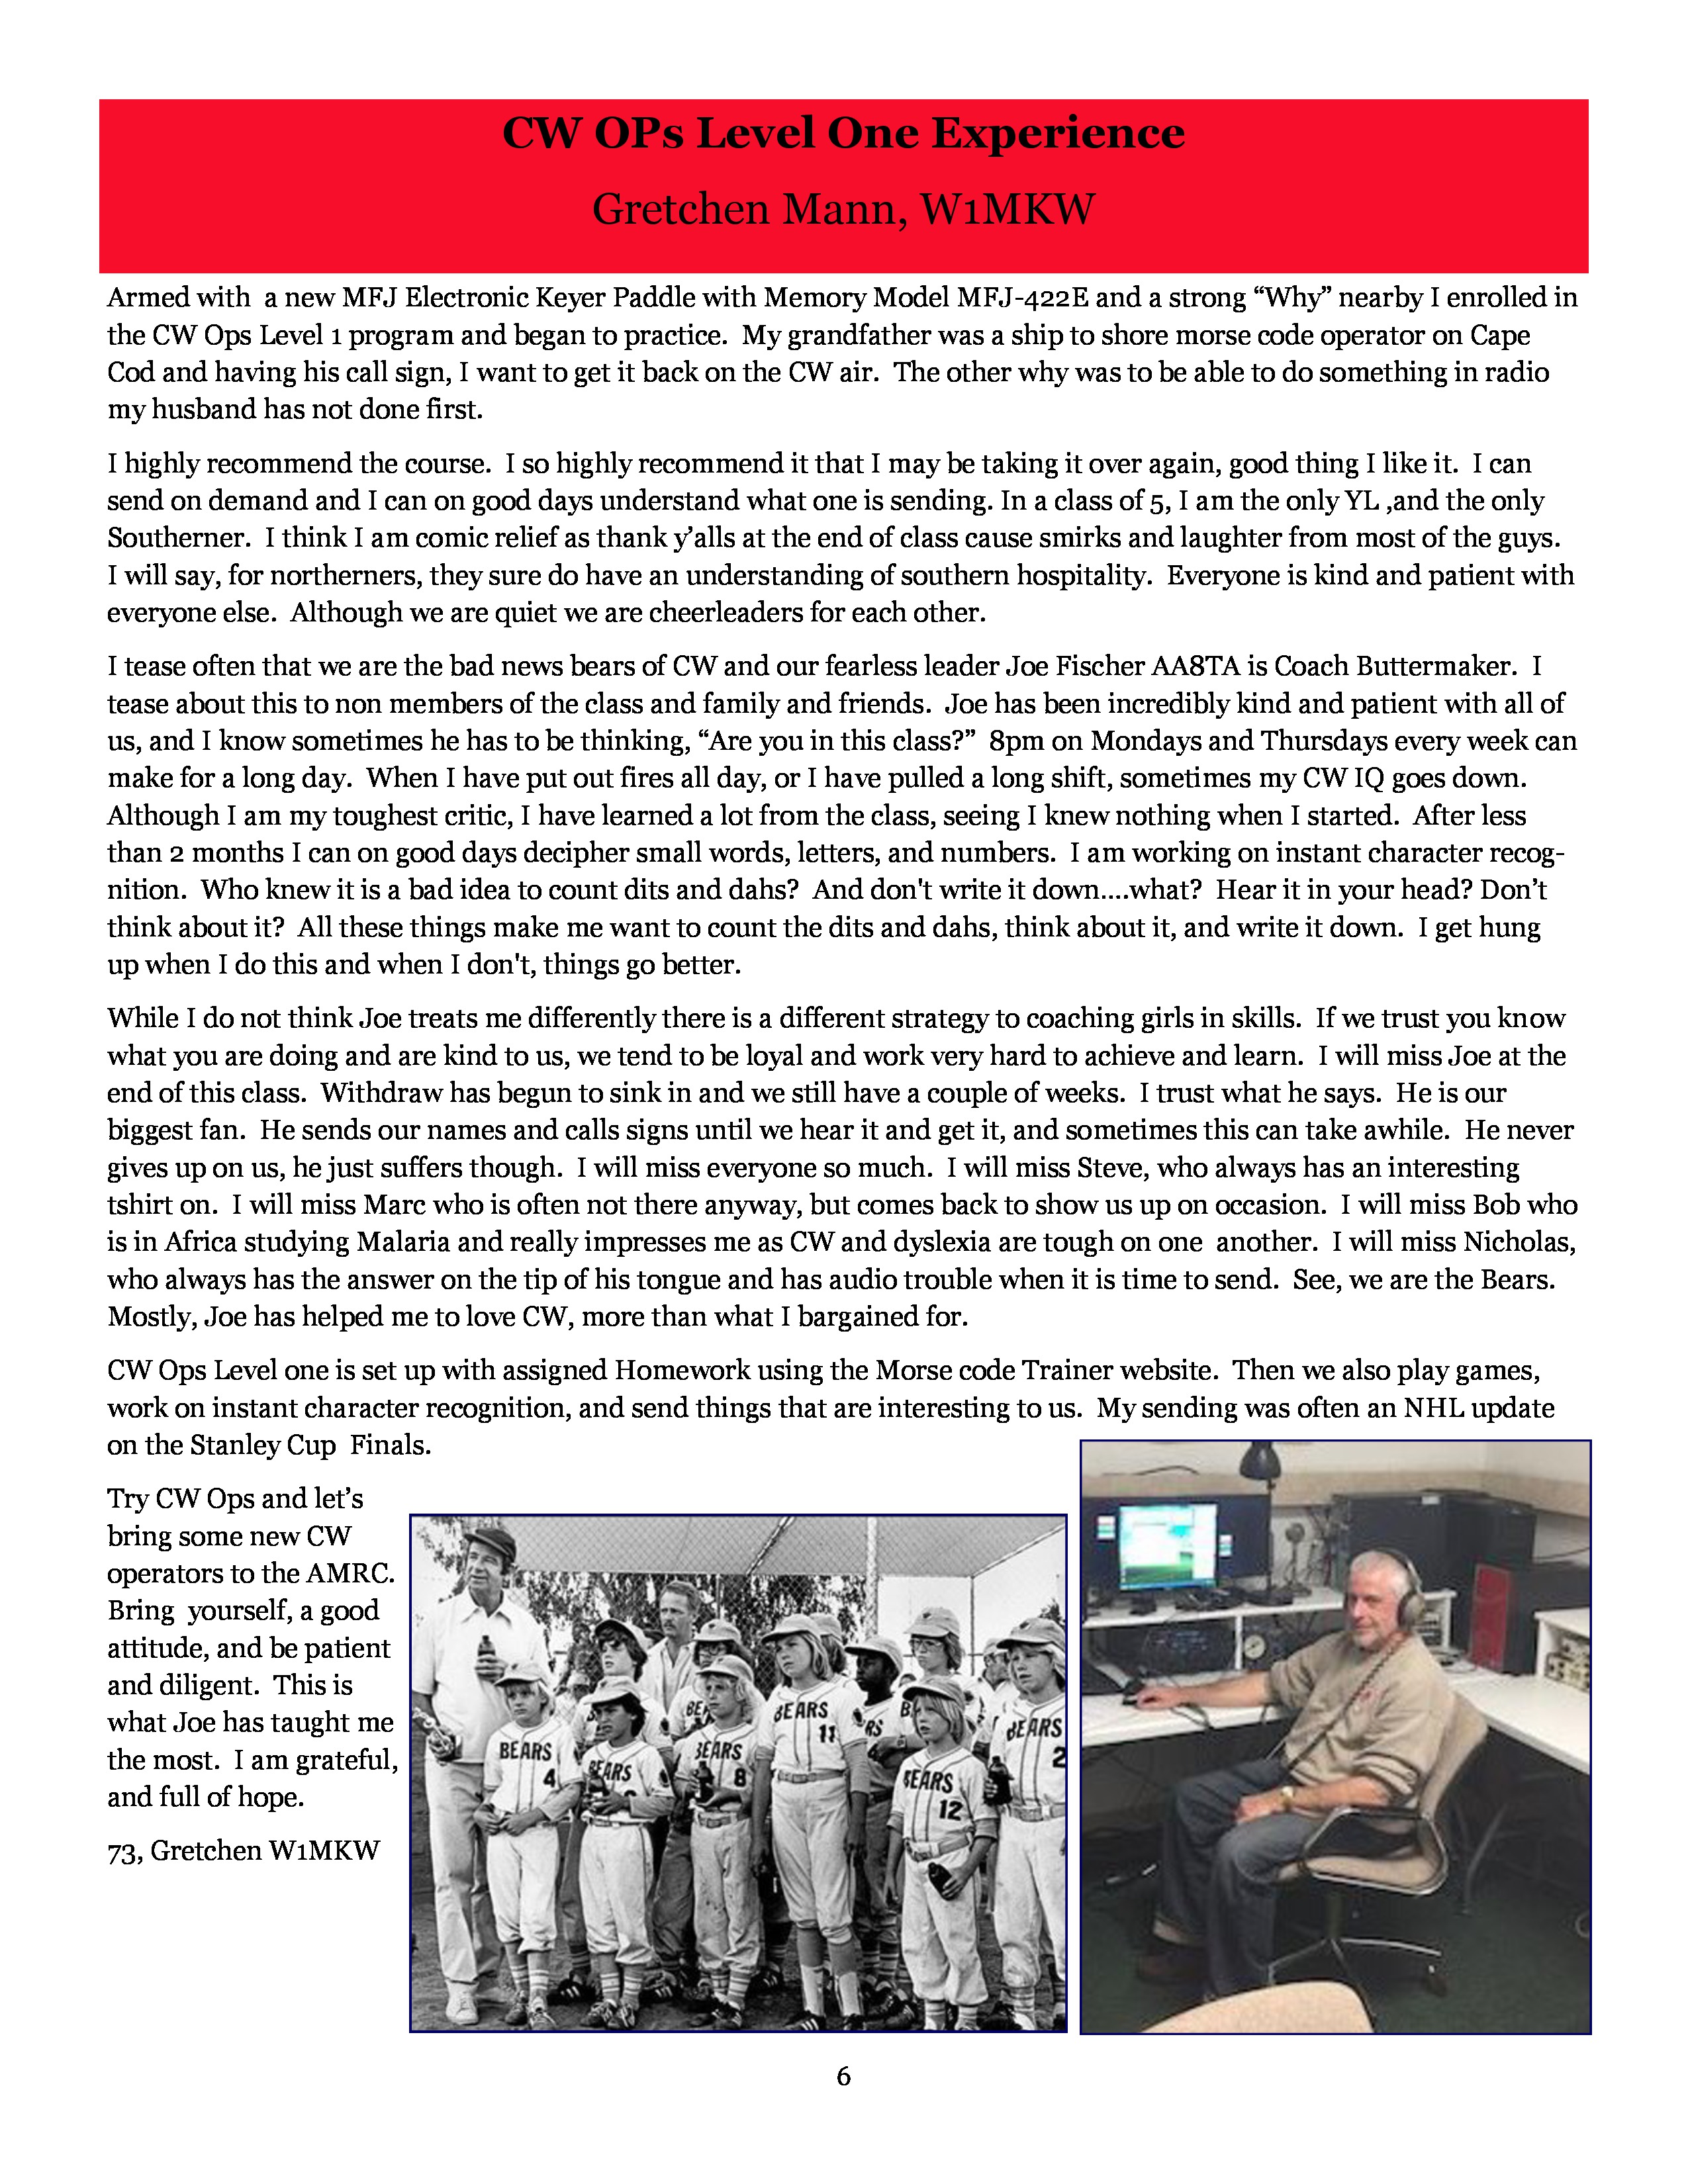 CW OPs Level One Experience
Gretchen Mann, W1MKW
Armed with  a new MFJ Electronic Keyer Paddle with Memory Model MFJ-422E and a strong “Why” nearby I enrolled in
the CW Ops Level 1 program and began to practice.  My grandfather was a ship to shore morse code operator on Cape
Cod and having his call sign, I want to get it back on the CW air.  The other why was to be able to do something in radio
my husband has not done first.
I highly recommend the course.  I so highly recommend it that I may be taking it over again, good thing I like it.  I can
send on demand and I can on good days understand what one is sending. In a class of 5, I am the only YL ,and the only
Southerner.  I think I am comic relief as thank y’alls at the end of class cause smirks and laughter from most of the guys.
I will say, for northerners, they sure do have an understanding of southern hospitality.  Everyone is kind and patient with
everyone else.  Although we are quiet we are cheerleaders for each other.
I tease often that we are the bad news bears of CW and our fearless leader Joe Fischer AA8TA is Coach Buttermaker.  I
tease about this to non members of the class and family and friends.  Joe has been incredibly kind and patient with all of
us, and I know sometimes he has to be thinking, “Are you in this class?”  8pm on Mondays and Thursdays every week can
make for a long day.  When I have put out fires all day, or I have pulled a long shift, sometimes my CW IQ goes down.
Although I am my toughest critic, I have learned a lot from the class, seeing I knew nothing when I started.  After less
than 2 months I can on good days decipher small words, letters, and numbers.  I am working on instant character recog-
nition.  Who knew it is a bad idea to count dits and dahs?  And don't write it down....what?  Hear it in your head? Don’t
think about it?  All these things make me want to count the dits and dahs, think about it, and write it down.  I get hung
up when I do this and when I don't, things go better.
While I do not think Joe treats me differently there is a different strategy to coaching girls in skills.  If we trust you know
what you are doing and are kind to us, we tend to be loyal and work very hard to achieve and learn.  I will miss Joe at the
end of this class.  Withdraw has begun to sink in and we still have a couple of weeks.  I trust what he says.  He is our
biggest fan.  He sends our names and calls signs until we hear it and get it, and sometimes this can take awhile.  He never
gives up on us, he just suffers though.  I will miss everyone so much.  I will miss Steve, who always has an interesting
tshirt on.  I will miss Marc who is often not there anyway, but comes back to show us up on occasion.  I will miss Bob who
is in Africa studying Malaria and really impresses me as CW and dyslexia are tough on one  another.  I will miss Nicholas,
who always has the answer on the tip of his tongue and has audio trouble when it is time to send.  See, we are the Bears.
Mostly, Joe has helped me to love CW, more than what I bargained for.
CW Ops Level one is set up with assigned Homework using the Morse code Trainer website.  Then we also play games,
work on instant character recognition, and send things that are interesting to us.  My sending was often an NHL update
on the Stanley Cup  Finals.
Try CW Ops and let’s
bring some new CW
operators to the AMRC.
Bring  yourself, a good
attitude, and be patient
and diligent.  This is
what Joe has taught me
the most.  I am grateful,
and full of hope.
73, Gretchen W1MKW
BEARS
4
BEARS
BEARS
8
BEARS
11
BEARS
12
BEARS
2
6